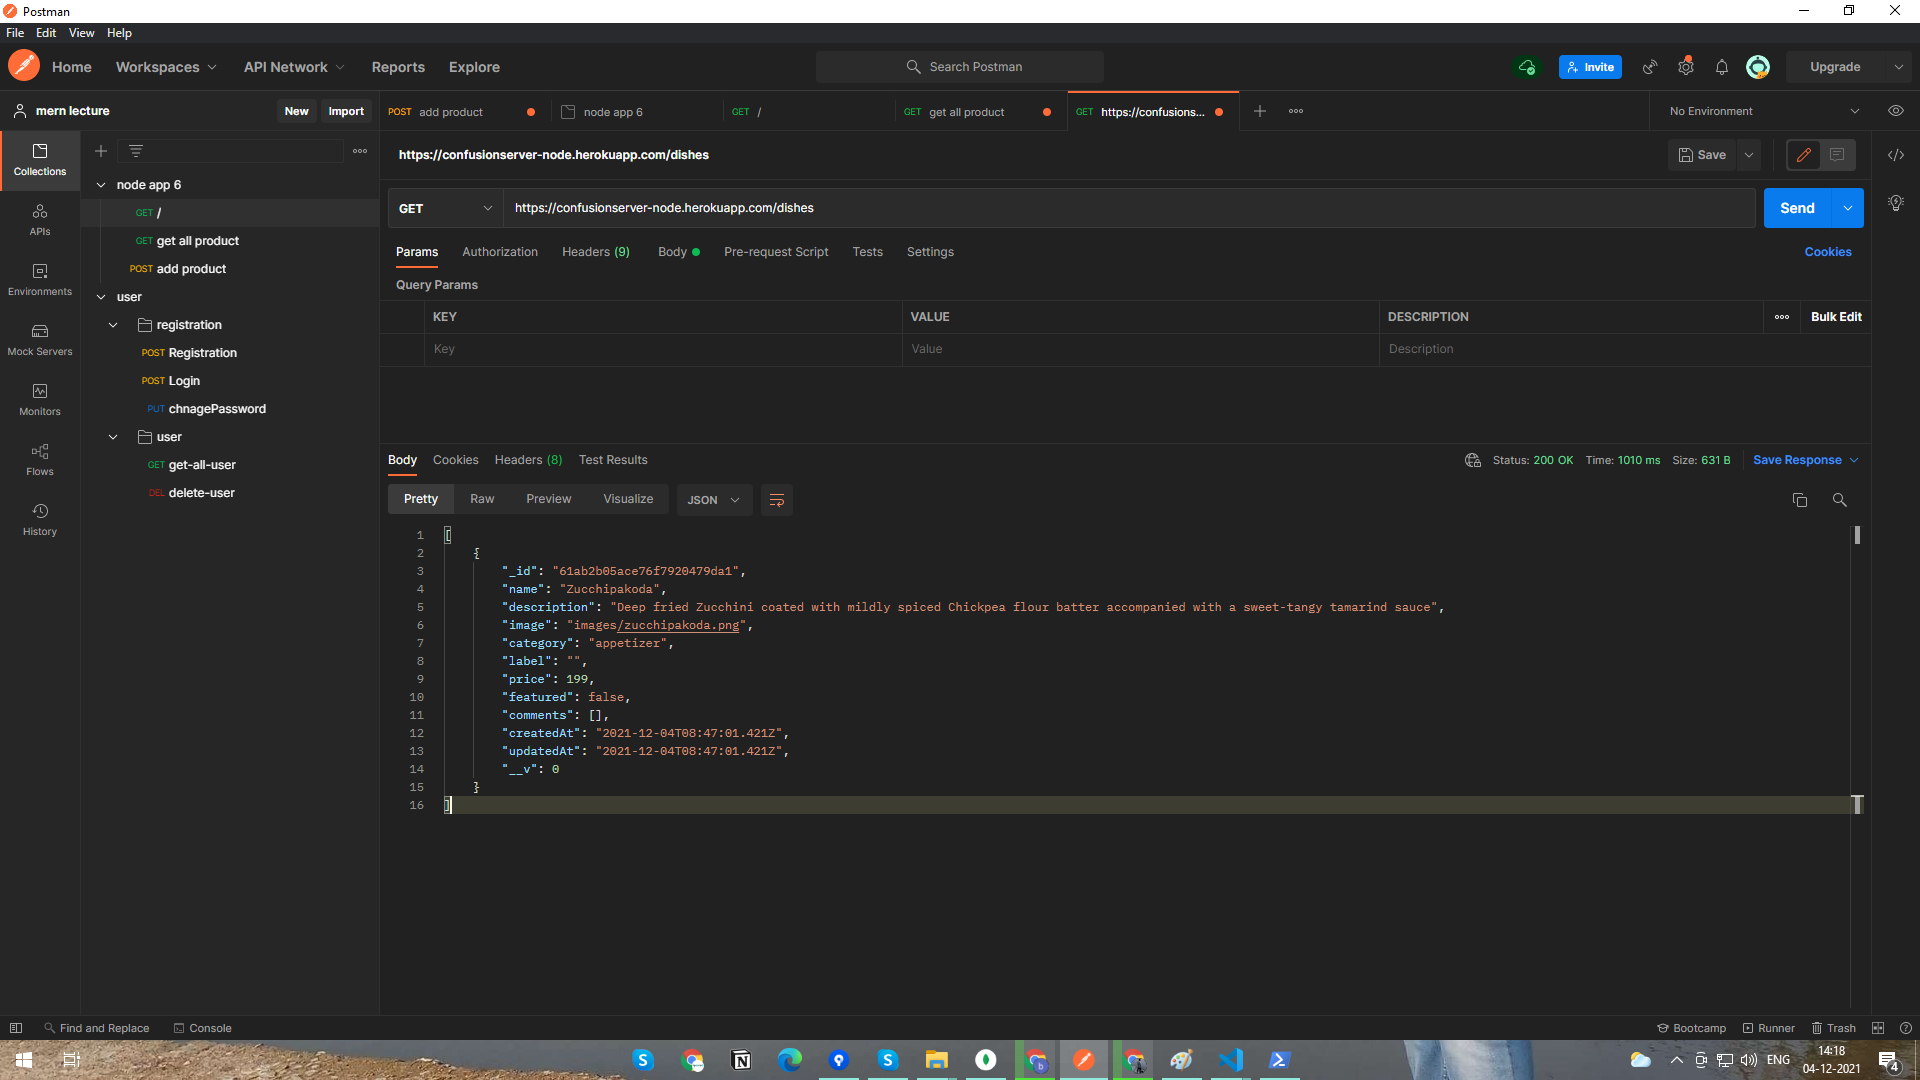 Postman
File Edit View Help
Home Workspaces API Network Reports Explore Search Postman Invite Upgrade
mern lecture New Import POST add product node app 6 GET / GET get all product GET https://confusions... No Environment
Collections
APIs
Environments
Mock Servers
Monitors
Flows
History
node app 6
GET /
GET get all product
POST add product
user
registration
POST Registration
POST Login
PUT chnagePassword
user
GET get-all-user
DEL delete-user
https://confusionserver-node.herokuapp.com/dishes Save
GET https://confusionserver-node.herokuapp.com/dishes Send
Params Authorization Headers (9) Body Pre-request Script Tests Settings Cookies
Query Params
KEY VALUE DESCRIPTION Bulk Edit
Key Value Description
Body Cookies Headers (8) Test Results Status: 200 OK Time: 1010 ms Size: 631 B Save Response
Pretty Raw Preview Visualize JSON
1 [
2 {
3 "_id": "61ab2b05ace76f7920479da1",
4 "name": "Zucchipakoda",
5 "description": "Deep fried Zucchini coated with mildly spiced Chickpea flour batter accompanied with a sweet-tangy tamarind sauce",
6 "image": "images/zucchipakoda.png",
7 "category": "appetizer",
8 "label": "",
9 "price": 199,
10 "featured": false,
11 "comments": [],
12 "createdAt": "2021-12-04T08:47:01.421Z",
13 "updatedAt": "2021-12-04T08:47:01.421Z",
14 "__v": 0
15 }
16 ]
Find and Replace Console Bootcamp Runner Trash
ENG 14:18
04-12-2021 4